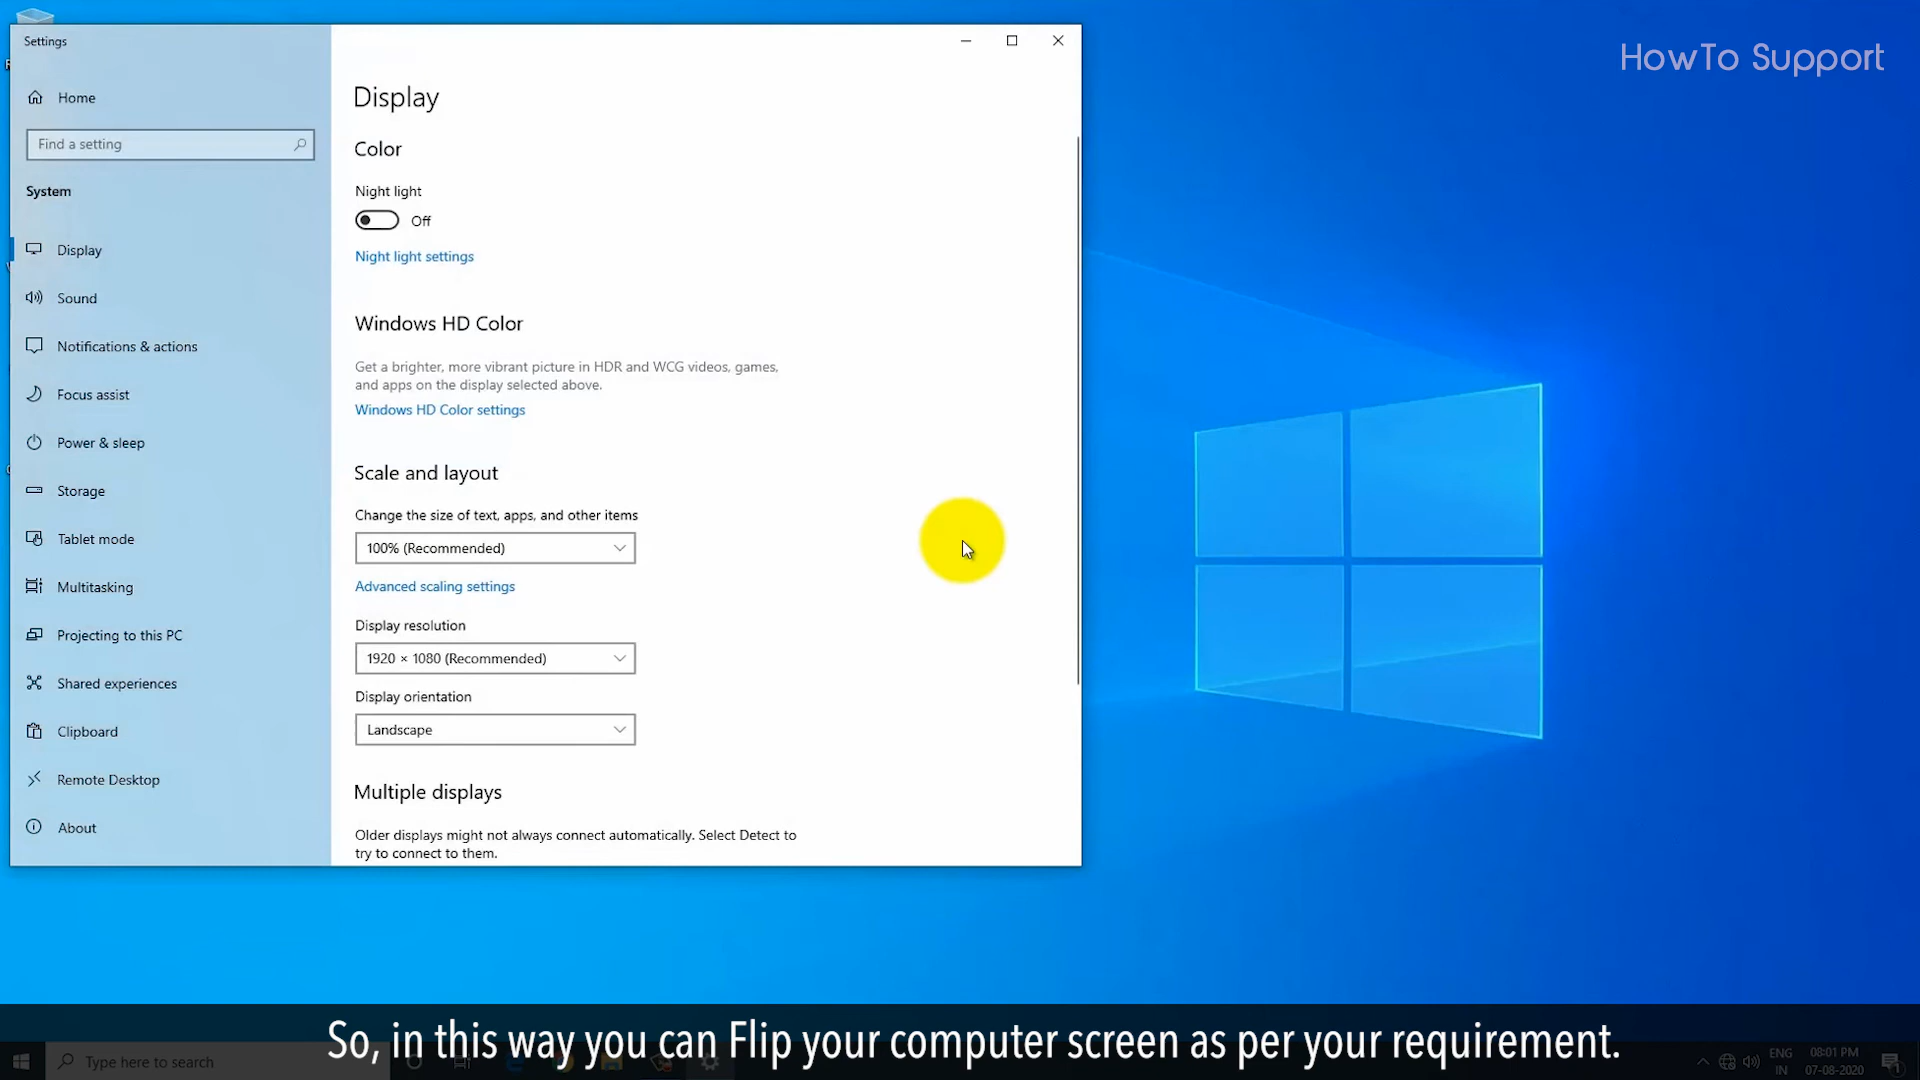 Settings
HowTo Support
Home
Display
Find a setting
Color
System
Night light
Off
Display
Night light settings
Sound
Windows HD Color
Notifications & actions
Get a brighter, more vibrant picture in HDR and WCG videos, games,
and apps on the display selected above.
Focus assist
Windows HD Color settings
Power & sleep
Scale and layout
Storage
Change the size of text, apps, and other items
Tablet mode
100% (Recommended)
Multitasking
Advanced scaling settings
Display resolution
Projecting to this PC
1920 × 1080 (Recommended)
Shared experiences
Display orientation
Clipboard
Landscape
Remote Desktop
Multiple displays
About
Older displays might not always connect automatically. Select Detect to
try to connect to them.
So, in this way you can Flip your computer screen as per your requirement.
Type here to search
ENG
IN
08:01 PM
07-08-2020